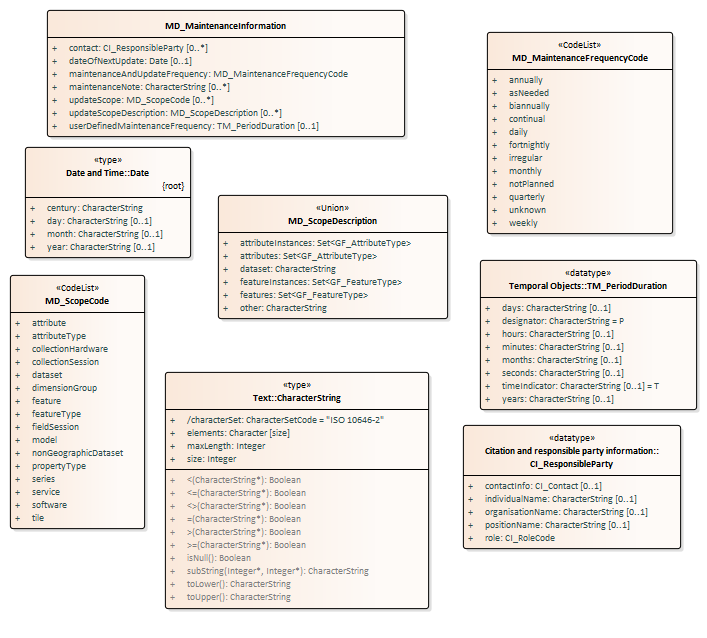 MD_MaintenanceInformation
+ contact: CI_ResponsibleParty [0..*]
+ dateOfNextUpdate: Date [0..1]
+ maintenanceAndUpdateFrequency: MD_MaintenanceFrequencyCode
+ maintenanceNote: CharacterString [0..*]
+ updateScope: MD_ScopeCode [0..*]
+ updateScopeDescription: MD_ScopeDescription [0..*]
+ userDefinedMaintenanceFrequency: TM_PeriodDuration [0..1]
«CodeList»
MD_MaintenanceFrequencyCode
+ annually
+ asNeeded
+ biannually
+ continual
+ daily
+ fortnightly
+ irregular
+ monthly
+ notPlanned
+ quarterly
+ unknown
+ weekly
«type»
Date and Time::Date
{root}
+ century: CharacterString
+ day: CharacterString [0..1]
+ month: CharacterString [0..1]
+ year: CharacterString [0..1]
«Union»
MD_ScopeDescription
+ attributeInstances: Set<GF_AttributeType>
+ attributes: Set<GF_AttributeType>
+ dataset: CharacterString
+ featureInstances: Set<GF_FeatureType>
+ features: Set<GF_FeatureType>
+ other: CharacterString
«CodeList»
MD_ScopeCode
+ attribute
+ attributeType
+ collectionHardware
+ collectionSession
+ dataset
+ dimensionGroup
+ feature
+ featureType
+ fieldSession
+ model
+ nonGeographicDataset
+ propertyType
+ series
+ service
+ software
+ tile
«datatype»
Temporal Objects::TM_PeriodDuration
+ days: CharacterString [0..1]
+ designator: CharacterString = P
+ hours: CharacterString [0..1]
+ minutes: CharacterString [0..1]
+ months: CharacterString [0..1]
+ seconds: CharacterString [0..1]
+ timeIndicator: CharacterString [0..1] = T
+ years: CharacterString [0..1]
«type»
Text::CharacterString
+ /characterSet: CharacterSetCode = "ISO 10646-2"
+ elements: Character [size]
+ maxLength: Integer
+ size: Integer
+ <(CharacterString*): Boolean
+ <=(CharacterString*): Boolean
+ <>(CharacterString*): Boolean
+ =(CharacterString*): Boolean
+ >(CharacterString*): Boolean
+ >=(CharacterString*): Boolean
+ isNull(): Boolean
+ subString(Integer*, Integer*): CharacterString
+ toLower(): CharacterString
+ toUpper(): CharacterString
«datatype»
Citation and responsible party information::
CI_ResponsibleParty
+ contactInfo: CI_Contact [0..1]
+ individualName: CharacterString [0..1]
+ organisationName: CharacterString [0..1]
+ positionName: CharacterString [0..1]
+ role: CI_RoleCode